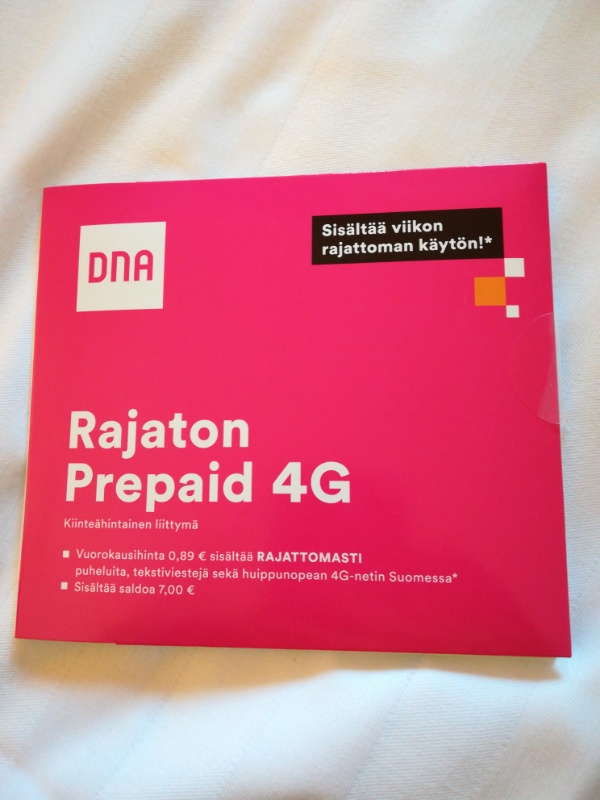 DNA
Sisältää viikon
rajattoman käytön!*
Rajaton
Prepaid 4G
Kiinteähintainen liittymä
Vuorokausihinta 0,89 € sisältää RAJATTOMASTI
puheluita, tekstiviestejä sekä huippunopean 4G-netin Suomessa*
Sisältää saldoa 7,00 €